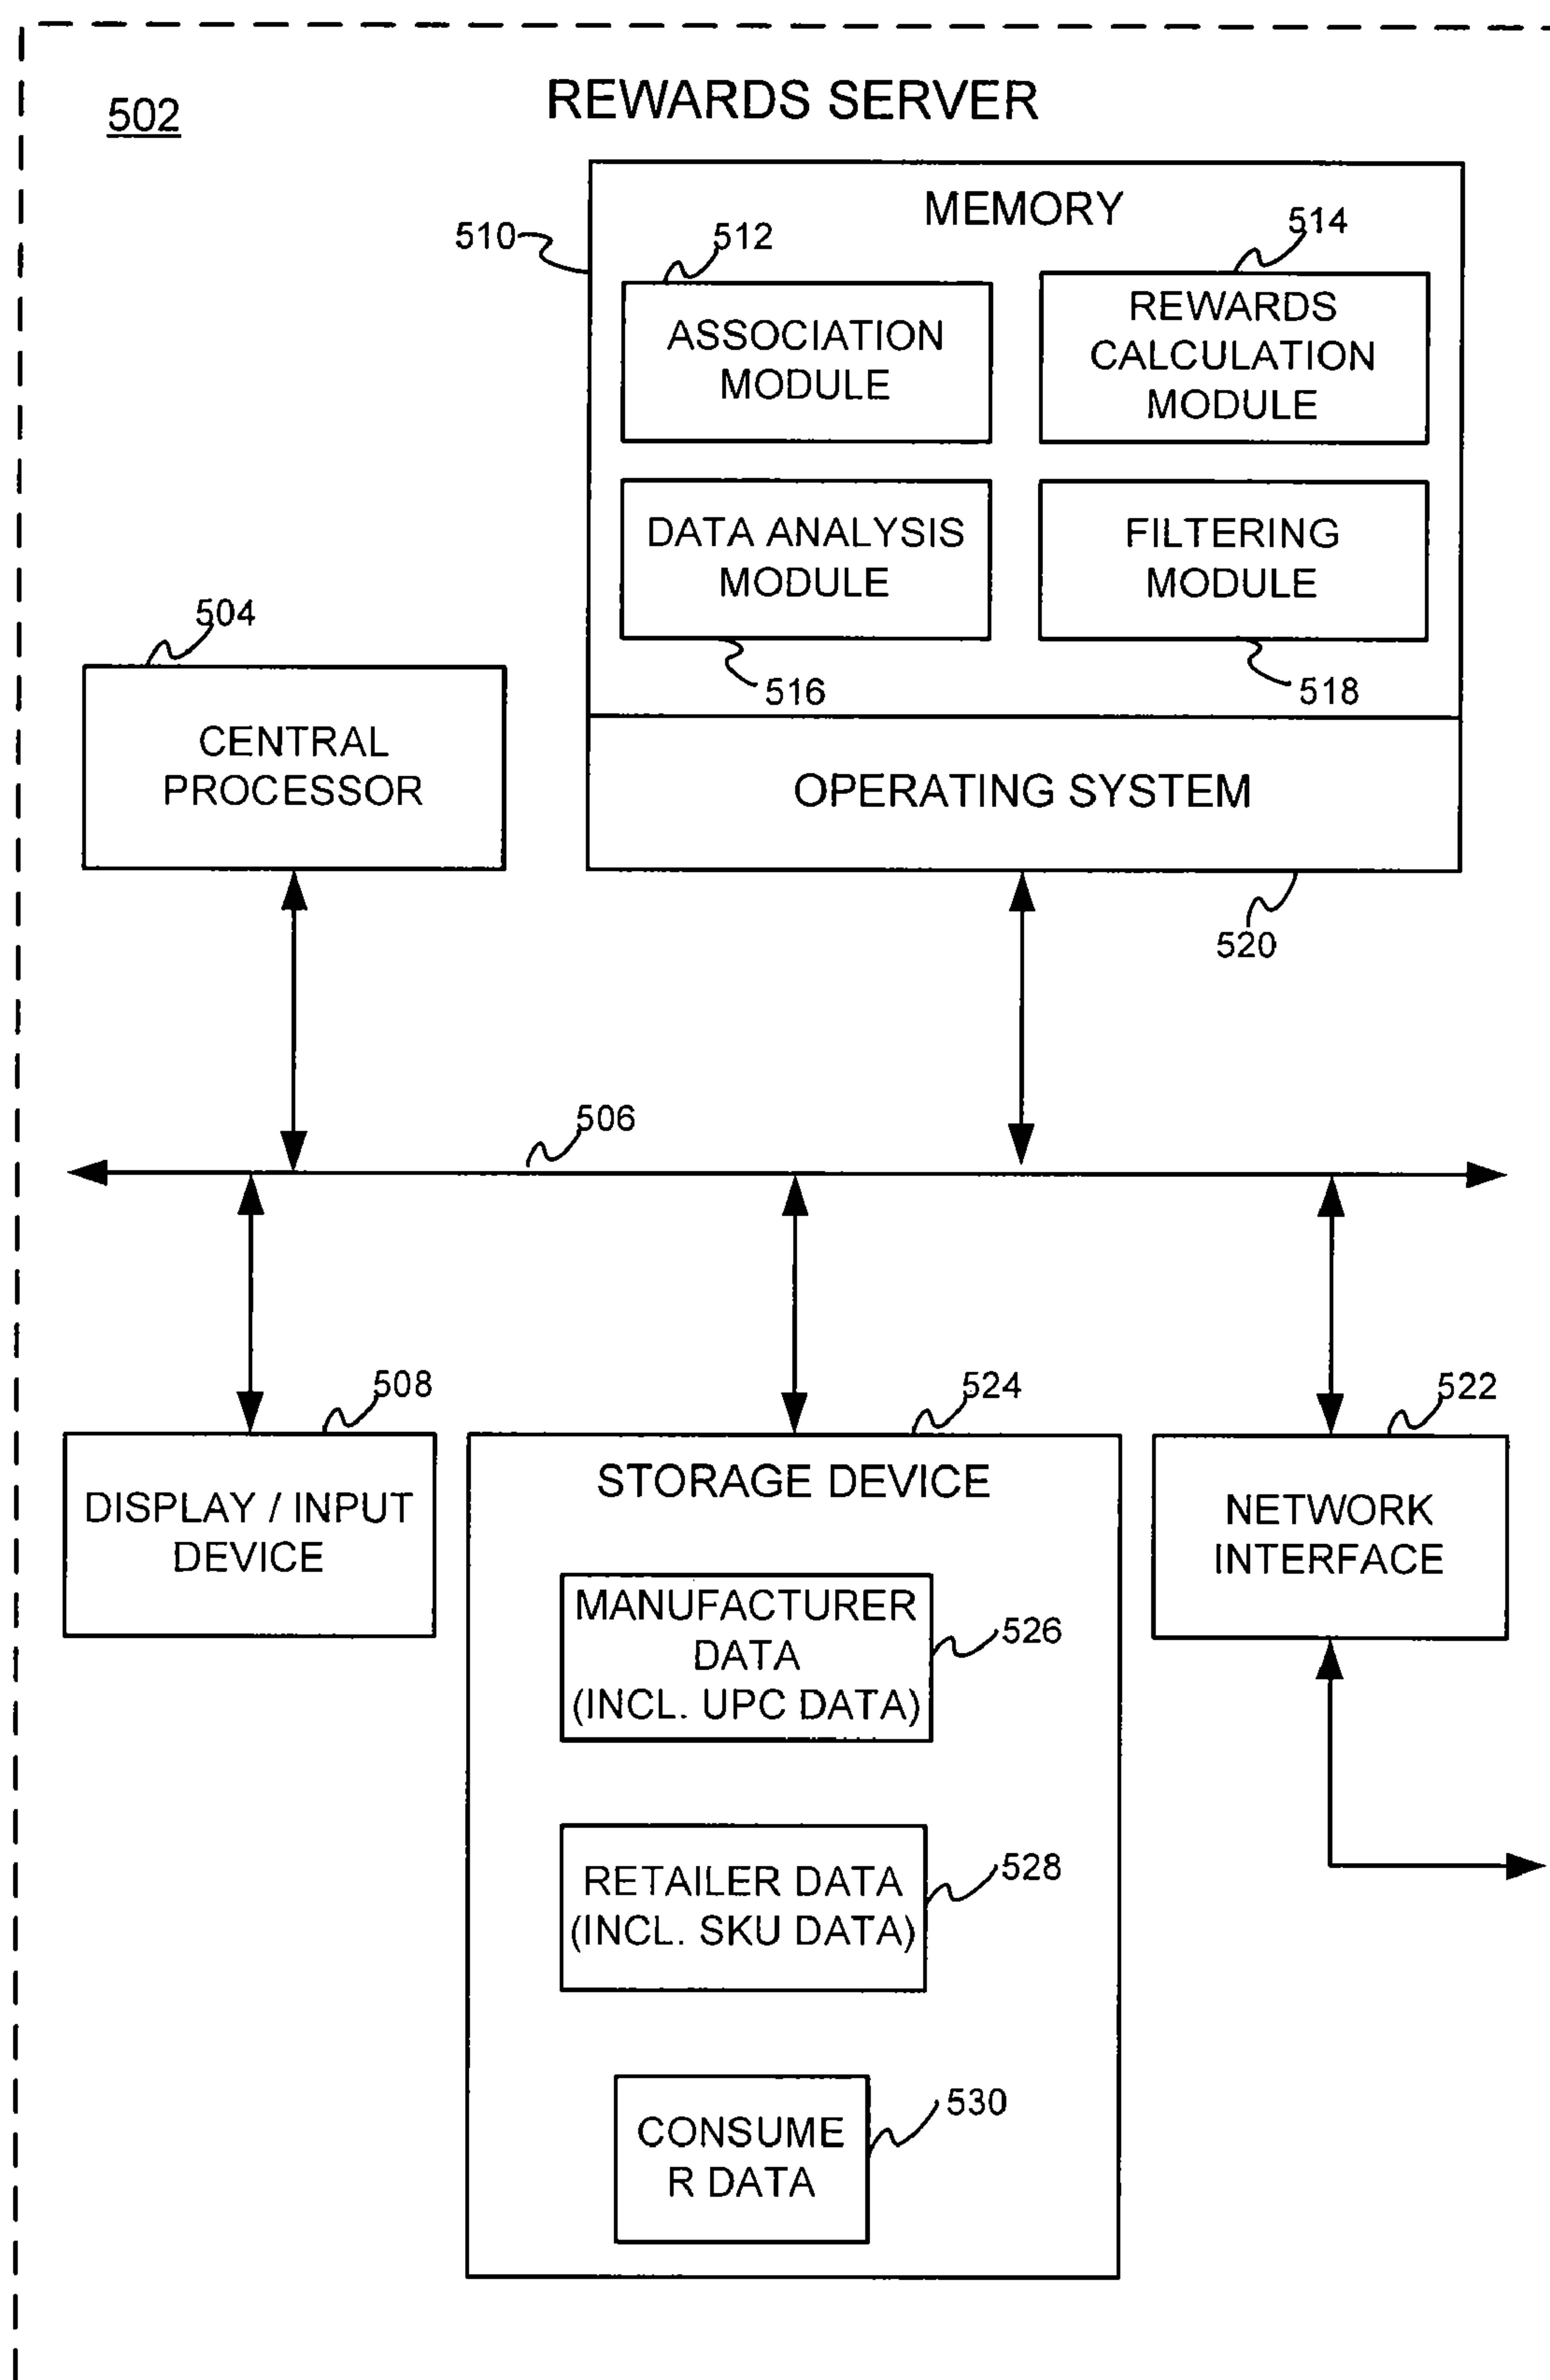 REWARDS SERVER
502
MEMORY
510
512
514
ASSOCIATION
MODULE
REWARDS
CALCULATION
MODULE
DATA ANALYSIS
MODULE
FILTERING
MODULE
516
518
504
CENTRAL
PROCESSOR
OPERATING SYSTEM
520
506
508
524
522
DISPLAY / INPUT
DEVICE
STORAGE DEVICE
NETWORK
INTERFACE
MANUFACTURER
DATA
(INCL. UPC DATA)
526
RETAILER DATA
(INCL. SKU DATA)
528
CONSUME
R DATA
530